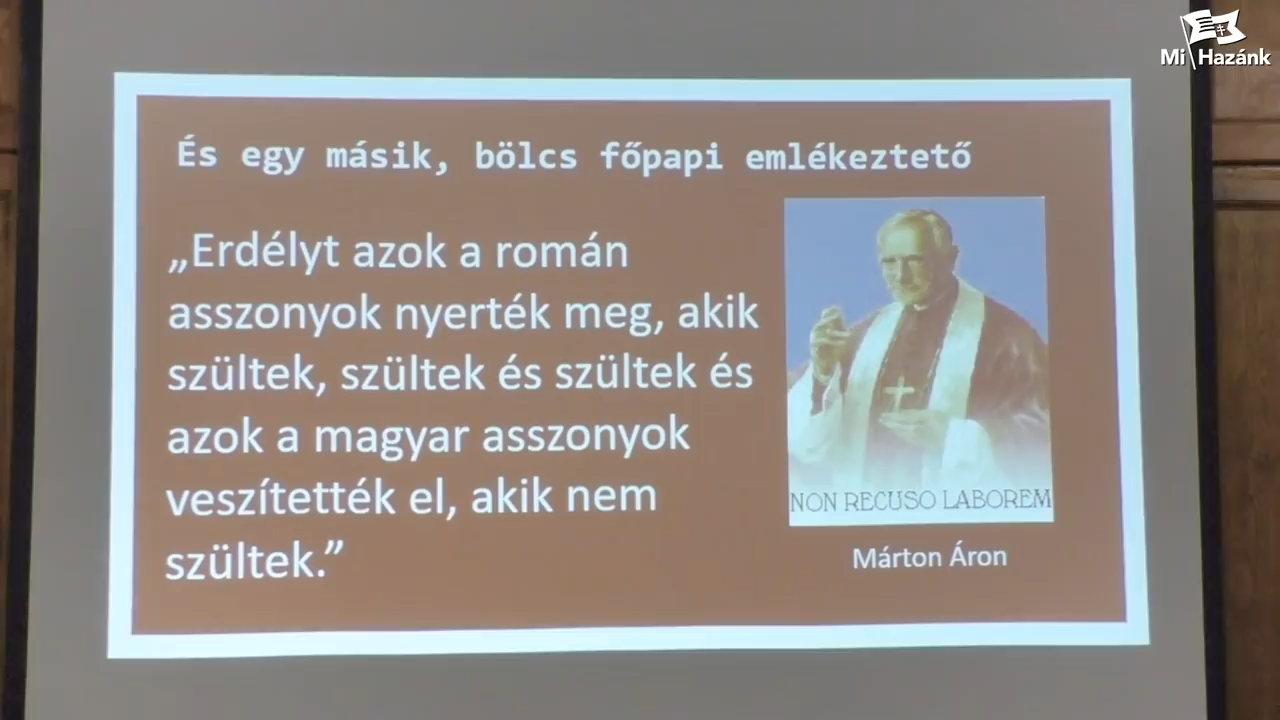 Mi Hazánk
És egy másik, bölcs főpapi emlékeztető
„Erdélyt azok a román
asszonyok nyerték meg, akik
szültek, szültek és szültek és
azok a magyar asszonyok
veszítették el, akik nem
szültek.”
NON RECUSO LABOREM
Márton Áron